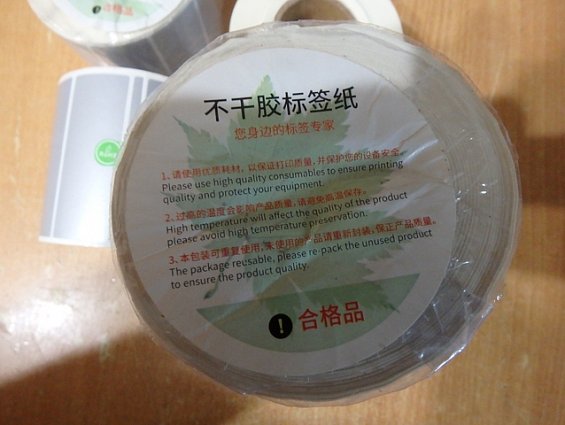 不干胶标签纸
您身边的标签专家
1、请使用优质耗材，以保证打印质量，并保护您的设备安全。
Please use high quality consumables to ensure printing
quality and protect your equipment.
2、过高的温度会影响产品质量，请避免高温保存。
High temperature will affect the quality of the product
please avoid high temperature preservation.
3、本包装可重复使用，未使用的产品请重新封装，保正产品质量。
The package reusable, please re-pack the unused product
to ensure the product quality.
! 合格品